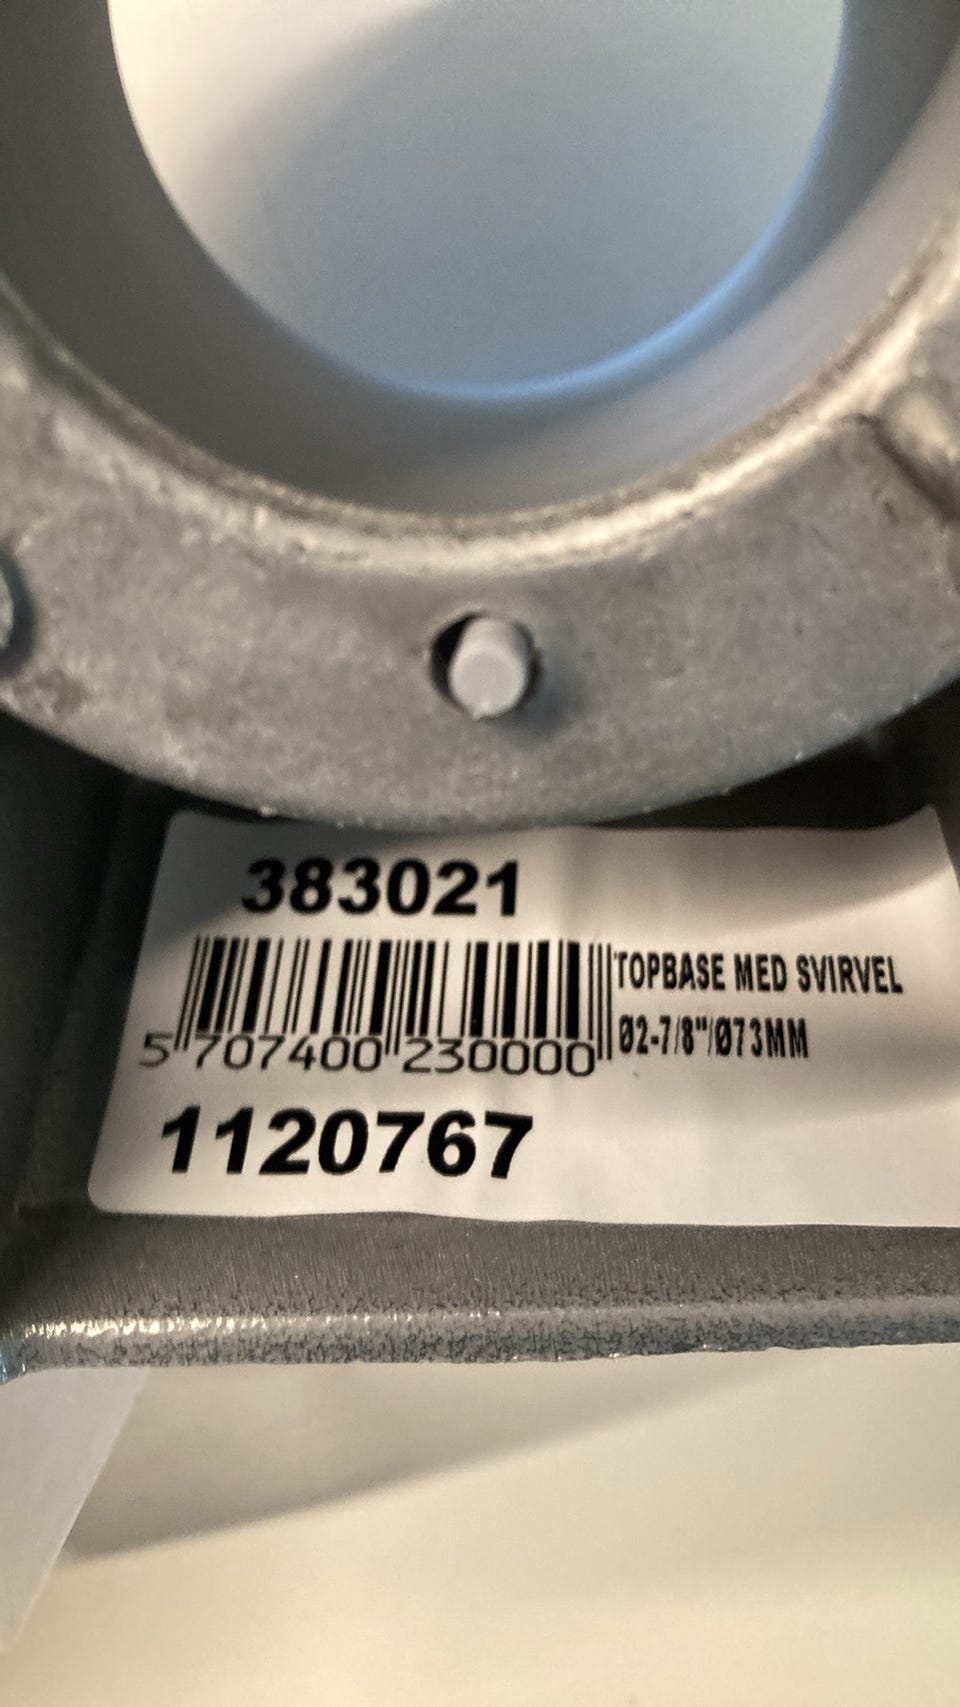 383021
TOPBASE MED SVIRVEL
Ø2-7/8"/Ø73MM
5 707400 230000
1120767